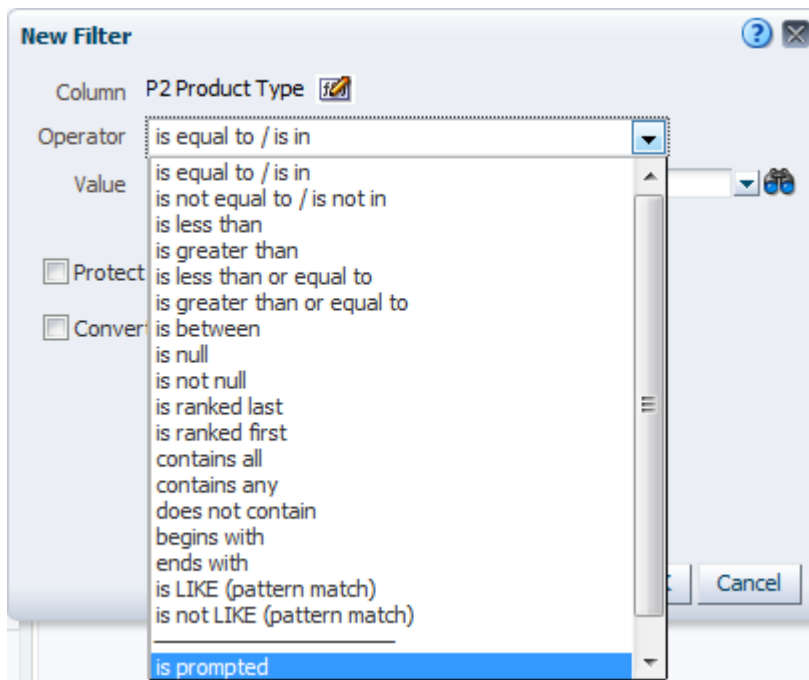 New Filter
Column P2 Product Type
Operator is equal to / is in
Value
is equal to / is in
is not equal to / is not in
is less than
is greater than
Protect is less than or equal to
is greater than or equal to
Convert is between
is null
is not null
is ranked last
is ranked first
contains all
contains any
does not contain
begins with
ends with
is LIKE (pattern match)
is not LIKE (pattern match)
Cancel
is prompted